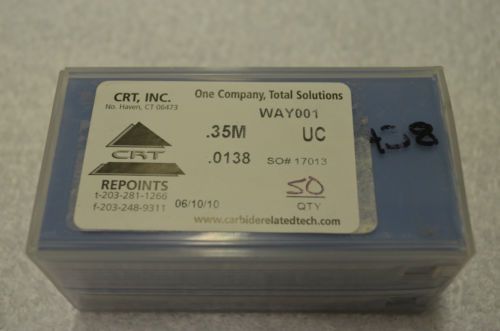 CRT, INC.
No. Haven, CT 06473
CRT
REPOINTS
t-203-281-1266
f-203-248-9311
One Company, Total Solutions
WAY001
.35M UC
.0138 SO# 17013
06/10/10
50
QTY
www.carbiderelatedtech.com